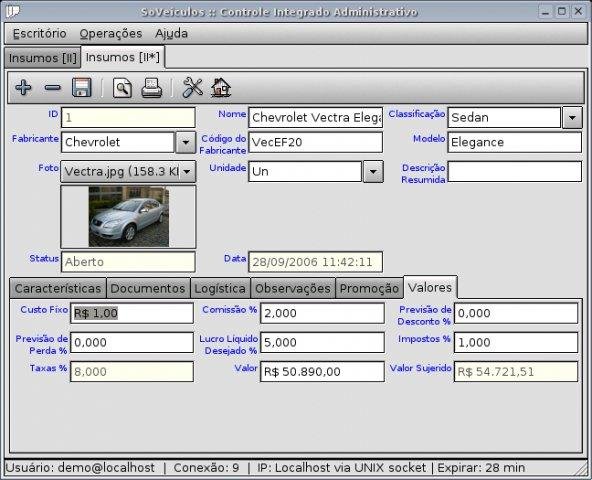 SoVeiculos :: Controle Integrado Administrativo
Escritório Operações Ajuda
Insumos [II] Insumos [II*]
ID 1 Nome Chevrolet Vectra Elega Classificação Sedan
Fabricante Chevrolet Código do Fabricante VecEF20 Modelo Elegance
Foto Vectra.jpg (158.3 KI Unidade Un Descrição Resumida
Status Aberto Data 28/09/2006 11:42:11
Características Documentos Logística Observações Promoção Valores
Custo Fixo R$ 1,00 Comissão % 2,000 Previsão de Desconto % 0,000
Previsão de Perda % 0,000 Lucro Líquido Desejado % 5,000 Impostos % 1,000
Taxas % 8,000 Valor R$ 50.890,00 Valor Sujerido R$ 54.721,51
Usuário: demo@localhost | Conexão: 9 | IP: Localhost via UNIX socket | Expirar: 28 min